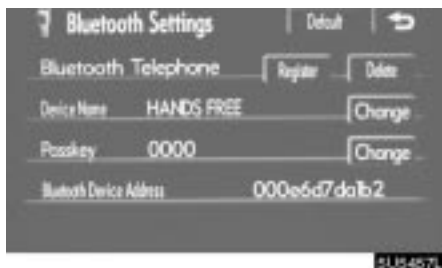 Bluetooth Settings Default
Bluetooth Telephone Register Delete
Device Name HANDS FREE Change
Passkey 0000 Change
Bluetooth Device Address 000e6d7da1b2
5US457L